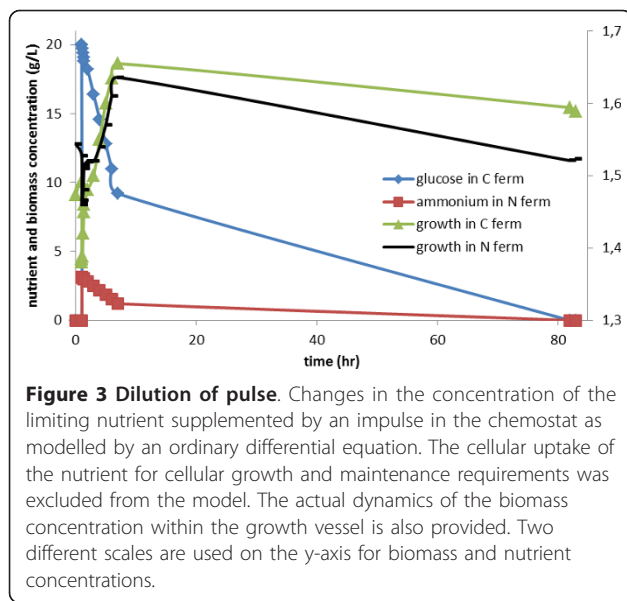 nutrient and biomass concentration (g/L)
20
15
10
5
0
1,7
1,6
1,5
1,4
1,3
glucose in C ferm
ammonium in N ferm
growth in C ferm
growth in N ferm
0
20
40
60
80
time (hr)
Figure 3 Dilution of pulse. Changes in the concentration of the
limiting nutrient supplemented by an impulse in the chemostat as
modelled by an ordinary differential equation. The cellular uptake of
the nutrient for cellular growth and maintenance requirements was
excluded from the model. The actual dynamics of the biomass
concentration within the growth vessel is also provided. Two
different scales are used on the y-axis for biomass and nutrient
concentrations.